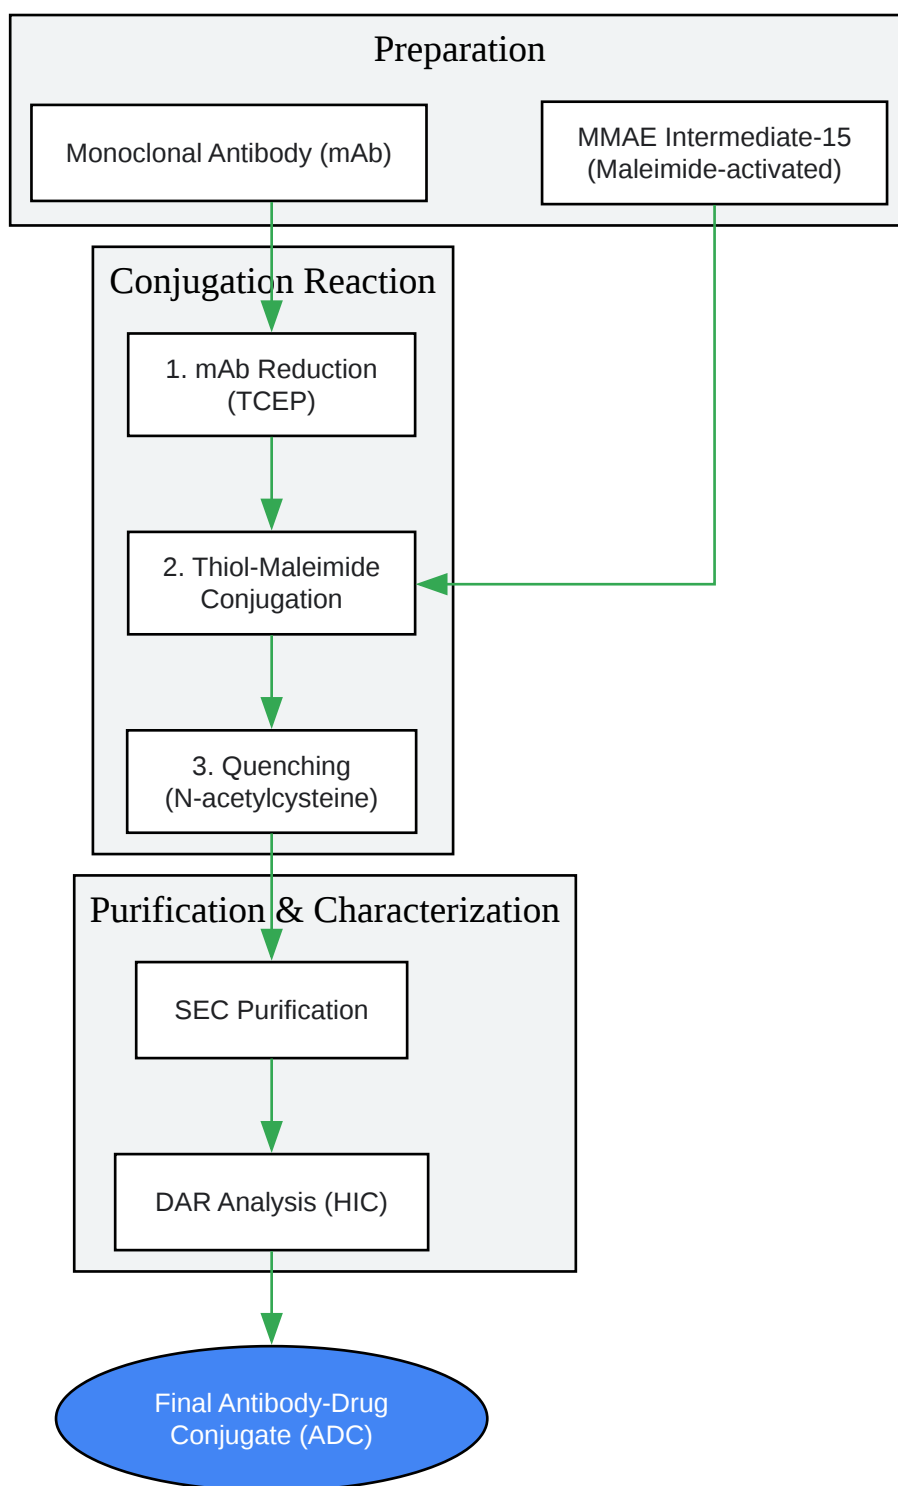 Preparation
Monoclonal Antibody (mAb)
MMAE Intermediate-15
(Maleimide-activated)
Conjugation Reaction
1. mAb Reduction
(TCEP)
2. Thiol-Maleimide
Conjugation
3. Quenching
(N-acetylcysteine)
Purification & Characterization
SEC Purification
DAR Analysis (HIC)
Final Antibody-Drug
Conjugate (ADC)